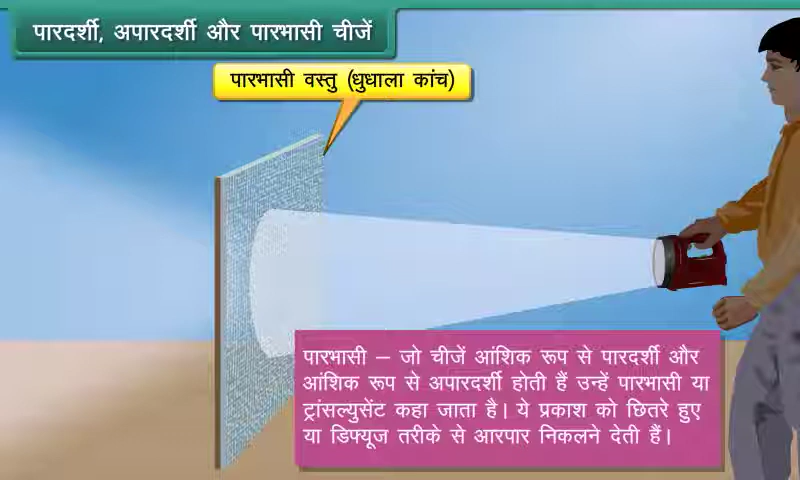 पारदर्शी, अपारदर्शी और पारभासी चीजें
पारभासी वस्तु (धुधाला कांच)
पारभासी – जो चीजें आंशिक रूप से पारदर्शी और
आंशिक रूप से अपारदर्शी होती हैं उन्हें पारभासी या
ट्रांसल्युसेंट कहा जाता है। ये प्रकाश को छितरे हुए
या डिफ्यूज तरीके से आरपार निकलने देती हैं।